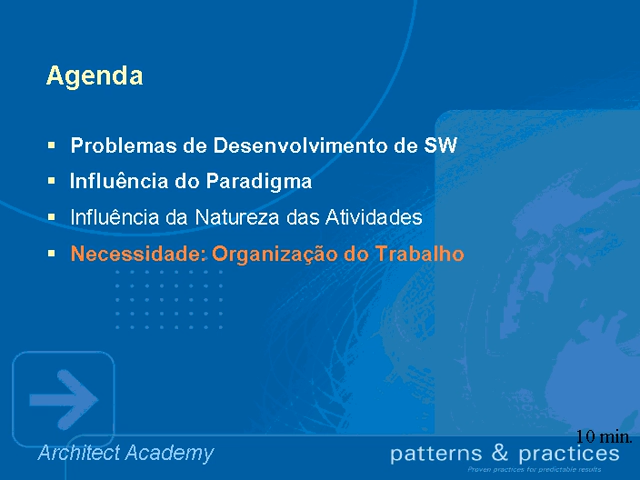 Agenda
Problemas de Desenvolvimento de SW
Influência do Paradigma
Influência da Natureza das Atividades
Necessidade: Organização do Trabalho
10 min.
Architect Academy
patterns & practices
Proven practices for predictable results